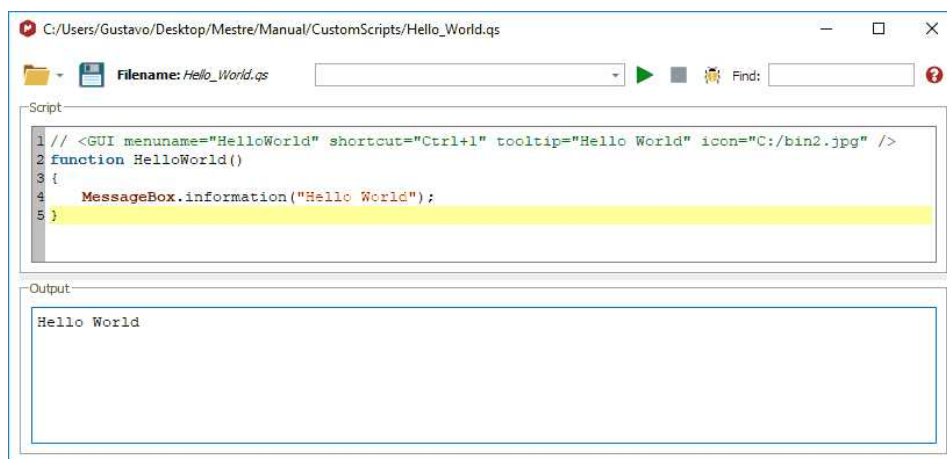 C:/Users/Gustavo/Desktop/Mestre/Manual/CustomScripts/Hello_World.qs
Filename: Hello_World.qs Find:
Script
1 // <GUI menuname="HelloWorld" shortcut="Ctrl+1" tooltip="Hello World" icon="C:/bin2.jpg" />
2 function HelloWorld()
3 {
4     MessageBox.information("Hello World");
5 }
Output
Hello World